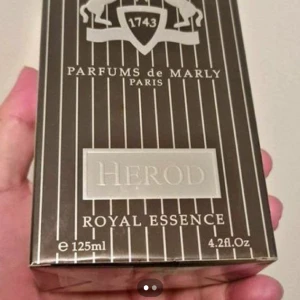 1743
PARFUMS de MARLY
PARIS
HEROD
ROYAL ESSENCE
e 125ml 4.2fl.Oz